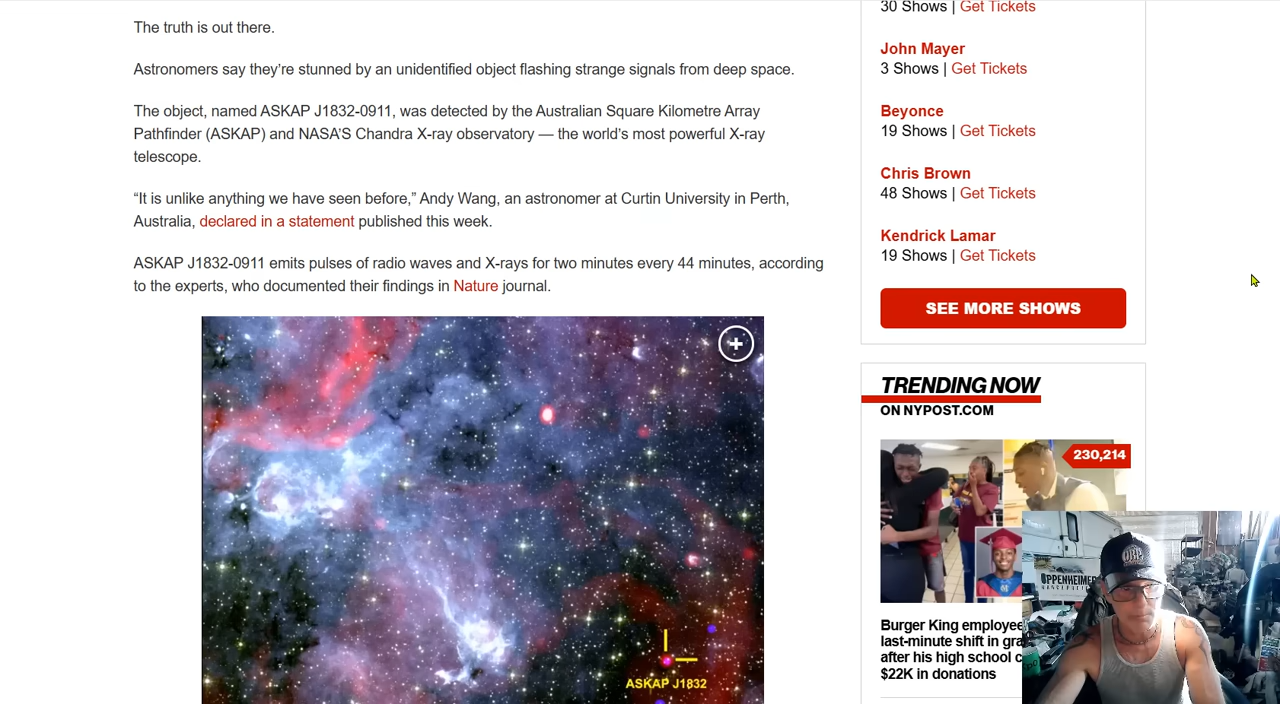 The truth is out there.
Astronomers say they’re stunned by an unidentified object flashing strange signals from deep space.
The object, named ASKAP J1832-0911, was detected by the Australian Square Kilometre Array
Pathfinder (ASKAP) and NASA'S Chandra X-ray observatory — the world’s most powerful X-ray
telescope.
“It is unlike anything we have seen before,” Andy Wang, an astronomer at Curtin University in Perth,
Australia, declared in a statement published this week.
ASKAP J1832-0911 emits pulses of radio waves and X-rays for two minutes every 44 minutes, according
to the experts, who documented their findings in Nature journal.
ASKAP J1832
30 Shows | Get Tickets
John Mayer
3 Shows | Get Tickets
Beyonce
19 Shows | Get Tickets
Chris Brown
48 Shows | Get Tickets
Kendrick Lamar
19 Shows | Get Tickets
SEE MORE SHOWS
TRENDING NOW
ON NYPOST.COM
230,214
Burger King employee
last-minute shift in gra
after his high school c
$22K in donations
OPPENHEIMER